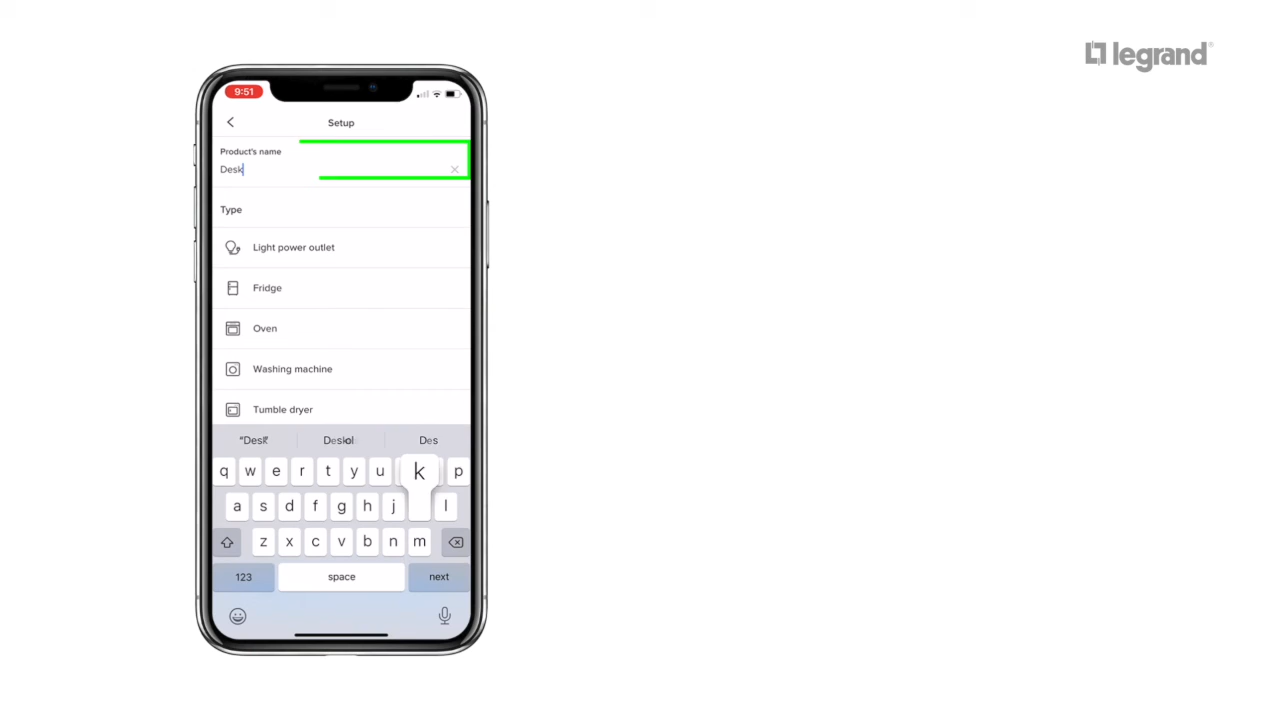 legrand®
9:51
Setup
Product's name
Desk
Type
Light power outlet
Fridge
Oven
Washing machine
Tumble dryer
"Desk" Des
q w e r t y u k p
a s d f g h j l
z x c v b n m
123 space next